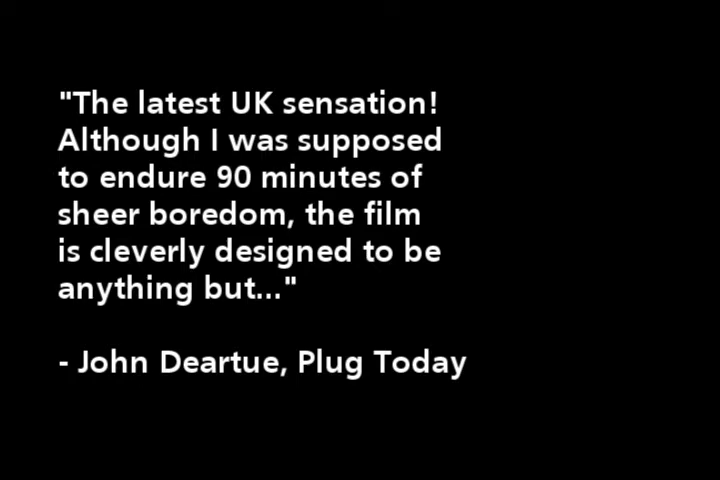 "The latest UK sensation!
Although I was supposed
to endure 90 minutes of
sheer boredom, the film
is cleverly designed to be
anything but..."
- John Deartue, Plug Today